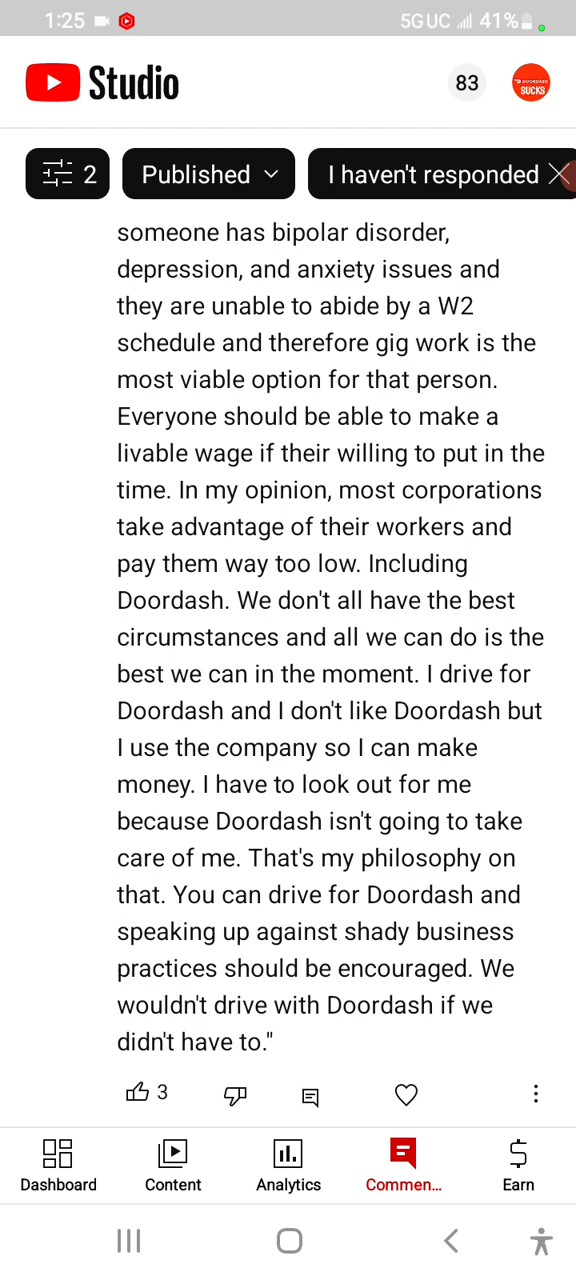 1:25
5G UC
41%
Studio
83
DOORDASH
SUCKS
2
Published
I haven't responded
someone has bipolar disorder,
depression, and anxiety issues and
they are unable to abide by a W2
schedule and therefore gig work is the
most viable option for that person.
Everyone should be able to make a
livable wage if their willing to put in the
time. In my opinion, most corporations
take advantage of their workers and
pay them way too low. Including
Doordash. We don't all have the best
circumstances and all we can do is the
best we can in the moment. I drive for
Doordash and I don't like Doordash but
I use the company so I can make
money. I have to look out for me
because Doordash isn't going to take
care of me. That's my philosophy on
that. You can drive for Doordash and
speaking up against shady business
practices should be encouraged. We
wouldn't drive with Doordash if we
didn't have to."
3
Dashboard
Content
Analytics
Commen...
Earn